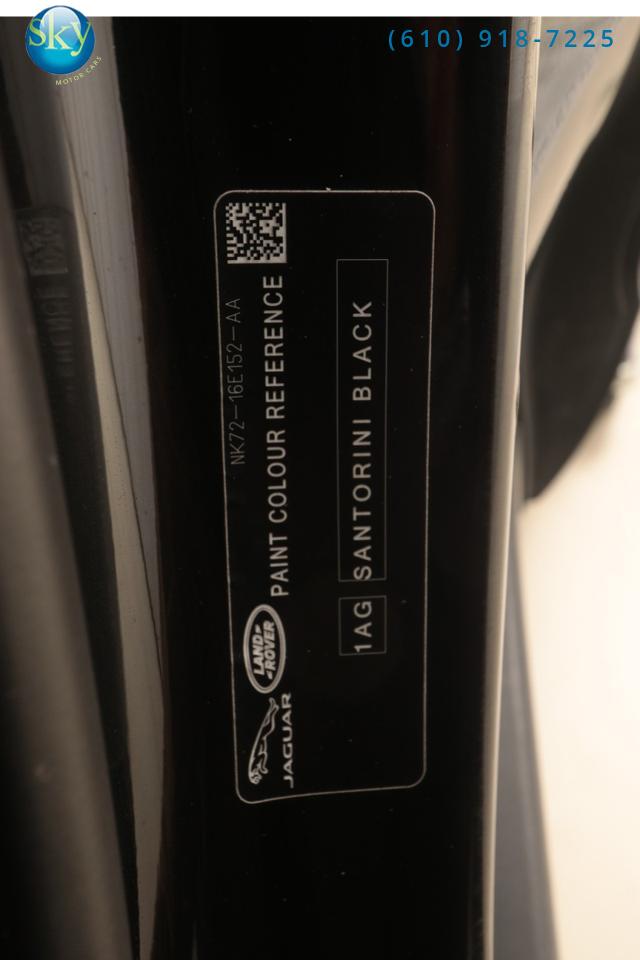 sky
MOTOR CARS
(610) 918-7225
NK72-16E152-AA
PAINT COLOUR REFERENCE
LAND-
-ROVER
JAGUAR
1AG SANTORINI BLACK